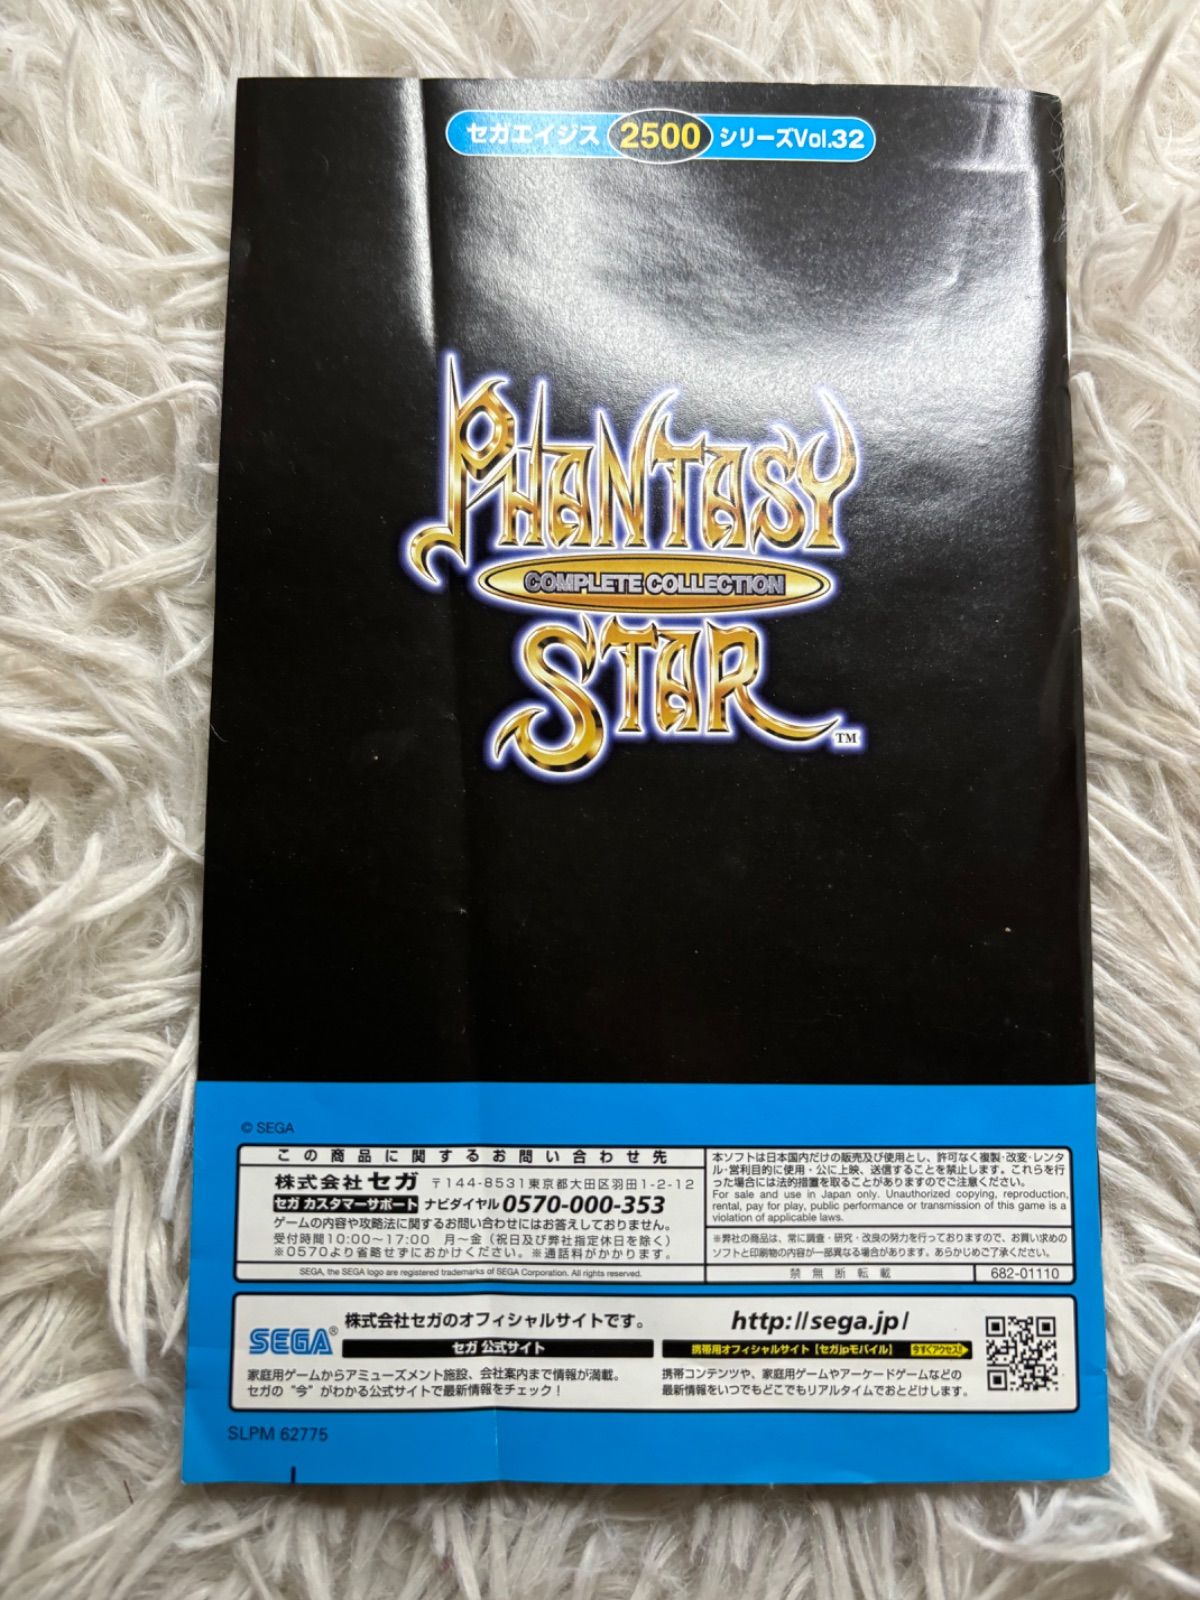 セガエイジス 2500 シリーズVol.32
PHANTASY
COMPLETE COLLECTION
STAR
TM
© SEGA
この商品に関するお問い合わせ先
株式会社セガ 〒144-8531東京都大田区羽田1-2-12
セガ カスタマーサポート ナビダイヤル0570-000-353
ゲームの内容や攻略法に関するお問い合わせにはお答えしておりません。
受付時間10:00～17:00 月～金（祝日及び弊社指定休日を除く）
※0570より省略せずにおかけください。※通話料がかかります。
SEGA, the SEGA logo are registered trademarks of SEGA Corporation. All rights reserved.
本ソフトは日本国内だけの販売及び使用とし、許可なく複製・改変・レンタ
ル・営利目的に使用・公に上映、送信することを禁止します。これらを行
った場合には法的措置を取ることがありますのでご注意ください。
For sale and use in Japan only. Unauthorized copying, reproduction,
rental, pay for play, public performance or transmission of this game is a
violation of applicable laws.
※弊社の商品は、常に調査・研究・改良の努力を行っておりますので、お買い求めの
ソフトと印刷物の内容が一部異なる場合があります。あらかじめご了承ください。
禁無断転載 682-01110
SEGA®
株式会社セガのオフィシャルサイトです。
セガ 公式サイト
家庭用ゲームからアミューズメント施設、会社案内まで情報が満載。
セガの“今”がわかる公式サイトで最新情報をチェック！
http://sega.jp/
携帯用オフィシャルサイト【セガjpモバイル】 今すぐアクセス!!
携帯コンテンツや、家庭用ゲームやアーケードゲームなどの
最新情報をいつでもどこでもリアルタイムでおとどけします。
SLPM 62775